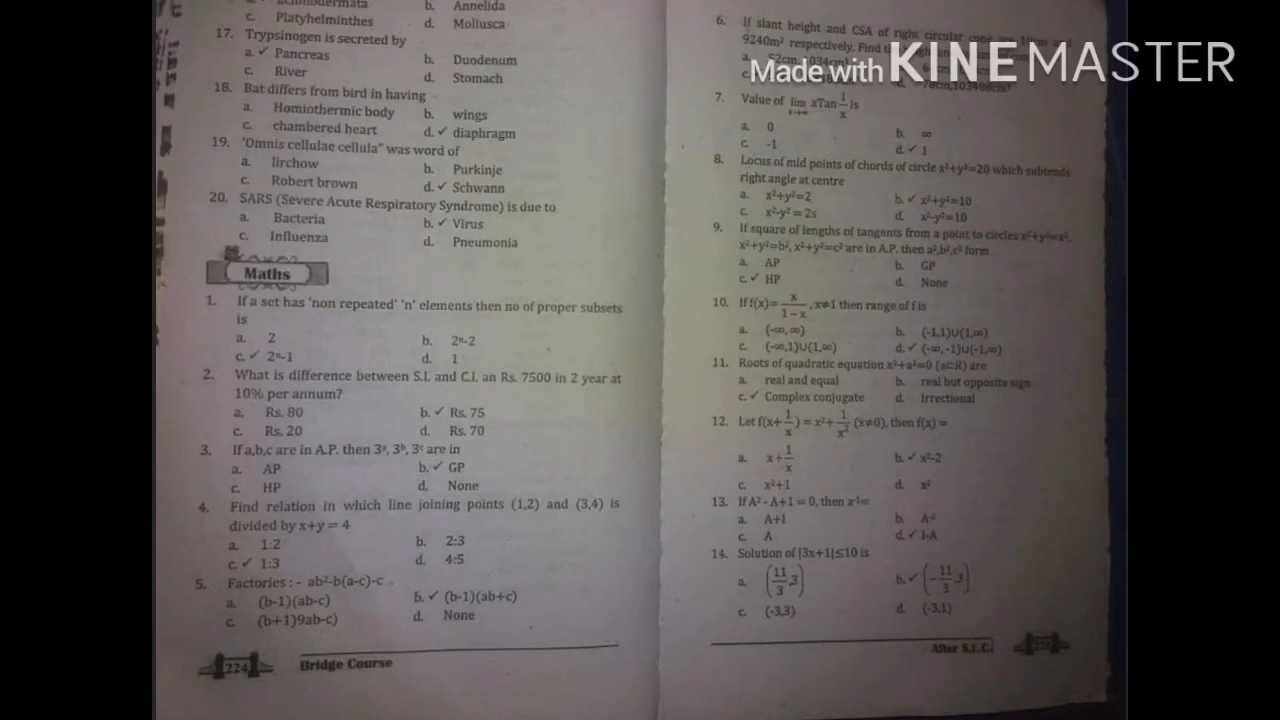 b. Annelida
c. Platyhelminthes d. Mollusca
17. Trypsinogen is secreted by
a. ✓ Pancreas b. Duodenum
c. River d. Stomach
18. Bat differs from bird in having
a. Homiothermic body b. wings
c. chambered heart d. ✓ diaphragm
19. 'Omnis cellulae cellula" was word of
a. lirchow b. Purkinje
c. Robert brown d. ✓ Schwann
20. SARS (Severe Acute Respiratory Syndrome) is due to
a. Bacteria b. ✓ Virus
c. Influenza d. Pneumonia
Maths
1. If a set has 'non repeated' 'n' elements then no of proper subsets
is
a. 2 b. 2ⁿ-2
c. ✓ 2ⁿ-1 d. 1
2. What is difference between S.I. and C.I. an Rs. 7500 in 2 year at
10% per annum?
a. Rs. 80 b. ✓ Rs. 75
c. Rs. 20 d. Rs. 70
3. If a,b,c are in A.P. then 3ᵃ, 3ᵇ, 3ᶜ are in
a. AP b. ✓ GP
c. HP d. None
4. Find relation in which line joining points (1,2) and (3,4) is
divided by x+y = 4
a. 1:2 b. 2:3
c. ✓ 1:3 d. 4:5
5. Factories :- ab²-b(a-c)-c
a. (b-1)(ab-c) b. ✓ (b-1)(ab+c)
c. (b+1)9ab-c) d. None
224 Bridge Course
6. If slant height and CSA of right circular
9240m² respectively. Find
Made with KINEMASTER
7. Value of lim x→∞ xTan 1/x is
a. 0 b. ∞
c. -1 d. ✓ 1
8. Locus of mid points of chords of circle x²+y²=20 which subtends
right angle at centre
a. x²+y²=2 b. ✓ x²+y²=10
c. x²-y² = 2s d. x²-y²=10
9. If square of lengths of tangents from a point to circles x²+y²=a²,
x²+y²=b², x²+y²=c² are in A.P. then a²,b²,c² form
a. AP b. GP
c. ✓ HP d. None
10. If f(x)= x/1-x , x≠1 then range of f is
a. (-∞, ∞) b. (-1,1)∪(1,∞)
c. (-∞,1)∪(1,∞) d. ✓ (-∞, -1)∪(-1,∞)
11. Roots of quadratic equation x²+a²=0 (a⊂R) are
a. real and equal b. real but opposite sign
c. ✓ Complex conjugate d. Irrectional
12. Let f(x+ 1/x ) = x²+ 1/x² (x≠0), then f(x) =
a. x+ 1/x b. ✓ x²-2
c. x²+1 d. x²
13. If A² - A+1 = 0, then x⁻¹=
a. A+I b. A⁻²
c. A d. ✓ I-A
14. Solution of |3x+1|≤10 is
a. (11/3, 3) b. ✓ (-11/3, 3)
c. (-3,3) d. (-3,1)
After S.L.C.